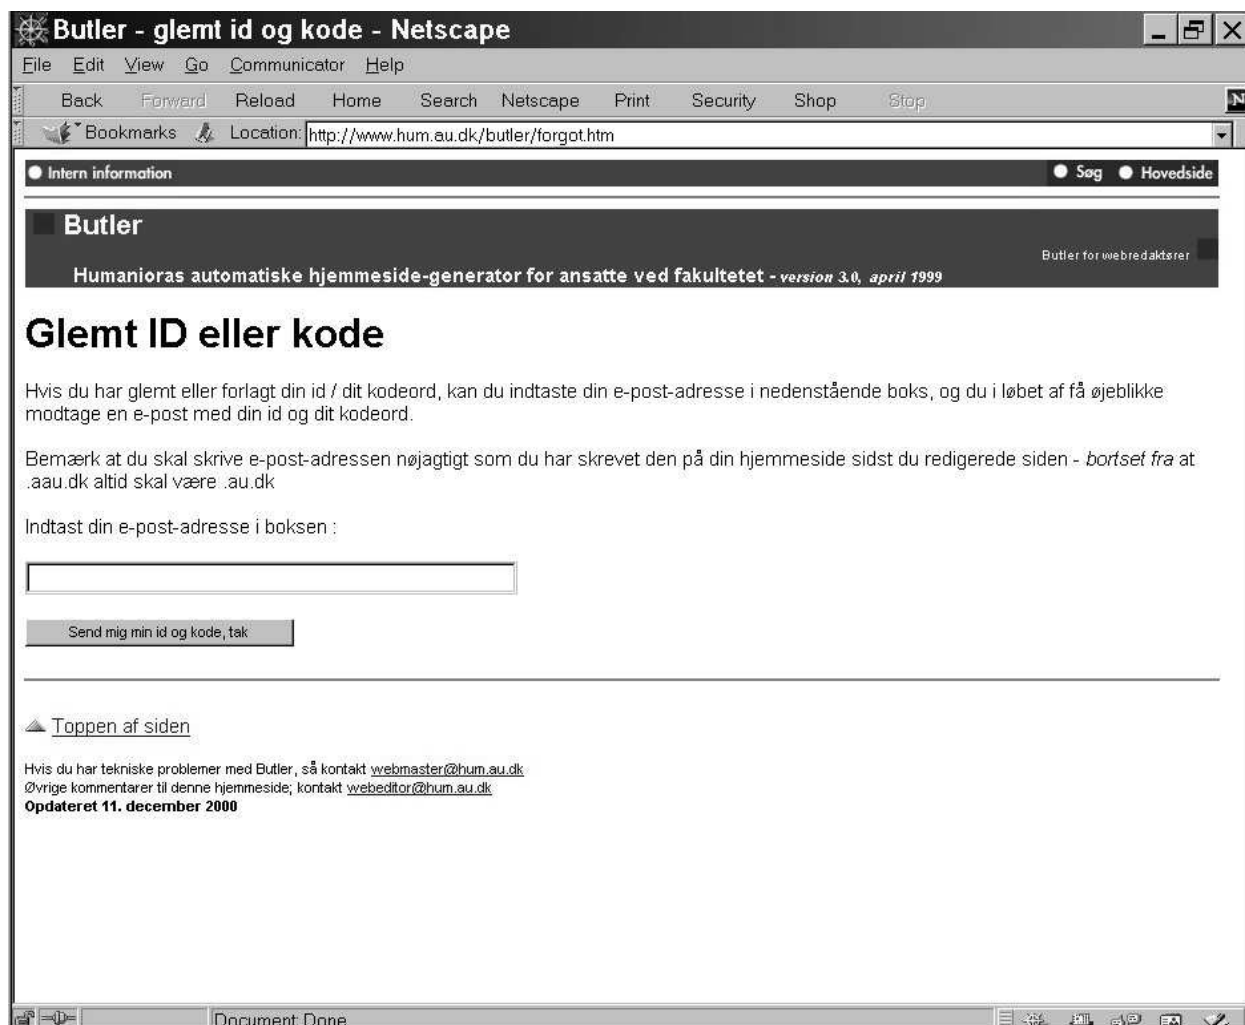 Butler - glemt id og kode - Netscape
File Edit View Go Communicator Help
Back Forward Reload Home Search Netscape Print Security Shop Stop
N
Bookmarks Location: http://www.hum.au.dk/butler/forgot.htm
Intern information Søg Hovedside
Butler
Butler for webredaktører
Humanioras automatiske hjemmeside-generator for ansatte ved fakultetet - version 3.0, april 1999
Glemt ID eller kode
Hvis du har glemt eller forlagt din id / dit kodeord, kan du indtaste din e-post-adresse i nedenstående boks, og du i løbet af få øjeblikke
modtage en e-post med din id og dit kodeord.
Bemærk at du skal skrive e-post-adressen nøjagtigt som du har skrevet den på din hjemmeside sidst du redigerede siden - bortset fra at
.aau.dk altid skal være .au.dk
Indtast din e-post-adresse i boksen :
Send mig min id og kode, tak
Toppen af siden
Hvis du har tekniske problemer med Butler, så kontakt webmaster@hum.au.dk
Øvrige kommentarer til denne hjemmeside; kontakt webeditor@hum.au.dk
Opdateret 11. december 2000
Document: Done